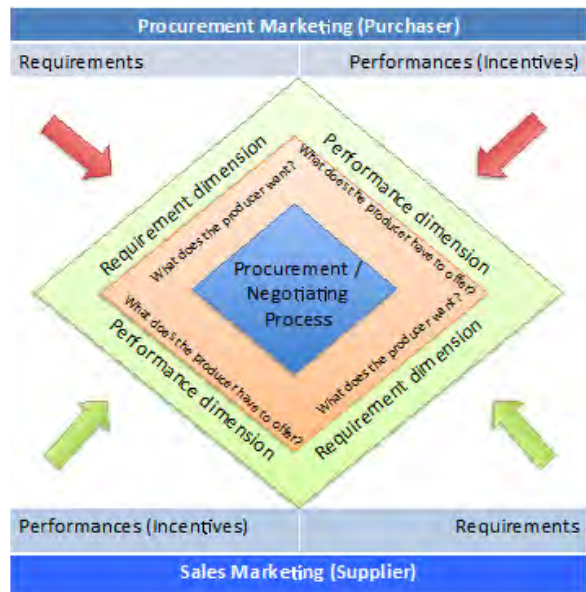 Procurement Marketing (Purchaser)
Requirements
Performances (Incentives)
Requirement dimension
Performance dimension
What does the producer want?
What does the producer have to offer?
Procurement /
Negotiating
Process
What does the producer have to offer?
What does the producer want?
Performance dimension
Requirement dimension
Performances (Incentives)
Requirements
Sales Marketing (Supplier)